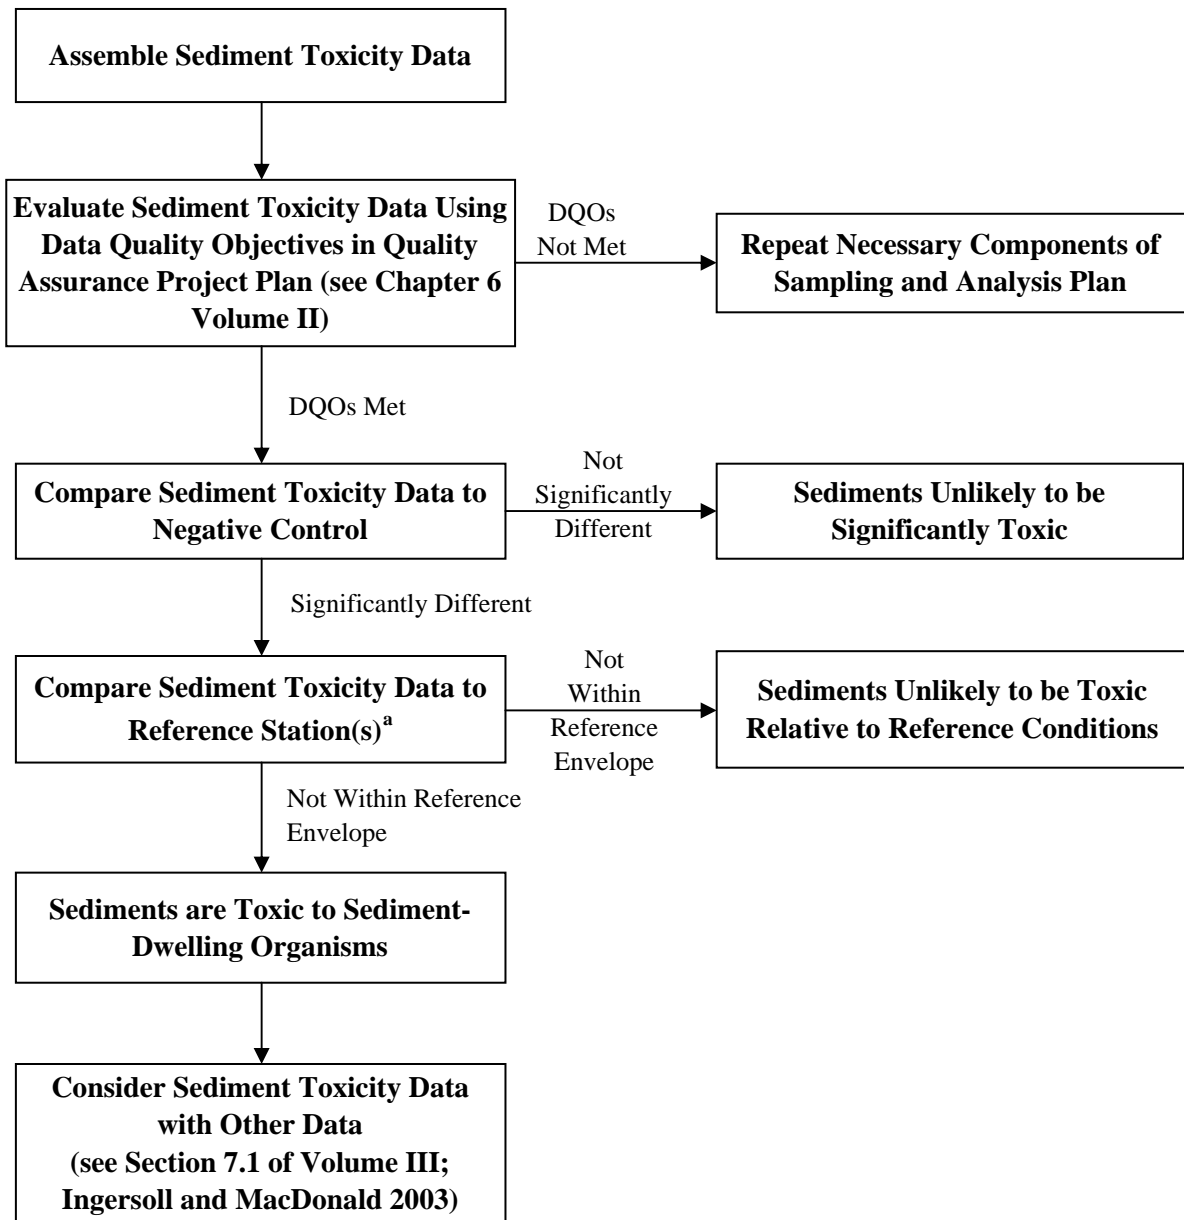 Assemble Sediment Toxicity Data
Evaluate Sediment Toxicity Data Using
Data Quality Objectives in Quality
Assurance Project Plan (see Chapter 6
Volume II)
DQOs
Not Met
Repeat Necessary Components of
Sampling and Analysis Plan
DQOs Met
Compare Sediment Toxicity Data to
Negative Control
Not
Significantly
Different
Sediments Unlikely to be
Significantly Toxic
Significantly Different
Compare Sediment Toxicity Data to
Reference Station(s)ª
Not
Within
Reference
Envelope
Sediments Unlikely to be Toxic
Relative to Reference Conditions
Not Within Reference
Envelope
Sediments are Toxic to Sediment-
Dwelling Organisms
Consider Sediment Toxicity Data
with Other Data
(see Section 7.1 of Volume III;
Ingersoll and MacDonald 2003)